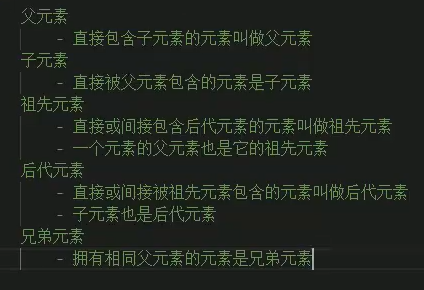 父元素
- 直接包含子元素的元素叫做父元素
子元素
- 直接被父元素包含的元素是子元素
祖先元素
- 直接或间接包含后代元素的元素叫做祖先元素
- 一个元素的父元素也是它的祖先元素
后代元素
- 直接或间接被祖先元素包含的元素叫做后代元素
- 子元素也是后代元素
兄弟元素
- 拥有相同父元素的元素是兄弟元素